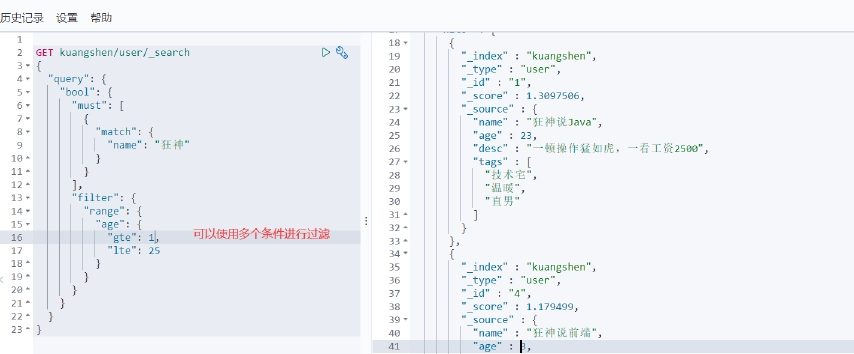 历史记录 设置 帮助
1
2 GET kuangshen/user/_search
3 {
4 "query": {
5 "bool": {
6 "must": [
7 {
8 "match": {
9 "name": "狂神"
10 }
11 }
12 ],
13 "filter": {
14 "range": {
15 "age": {
16 "gte": 1, 可以使用多个条件进行过滤
17 "lte": 25
18 }
19 }
20 }
21 }
22 }
23 }
18 {
19 "_index" : "kuangshen",
20 "_type" : "user",
21 "_id" : "1",
22 "_score" : 1.3097506,
23 "_source" : {
24 "name" : "狂神说Java",
25 "age" : 23,
26 "desc" : "一顿操作猛如虎，一看工资2500",
27 "tags" : [
28 "技术宅",
29 "温暖",
30 "直男"
31 ]
32 }
33 },
34 {
35 "_index" : "kuangshen",
36 "_type" : "user",
37 "_id" : "4",
38 "_score" : 1.179499,
39 "_source" : {
40 "name" : "狂神说前端",
41 "age" :